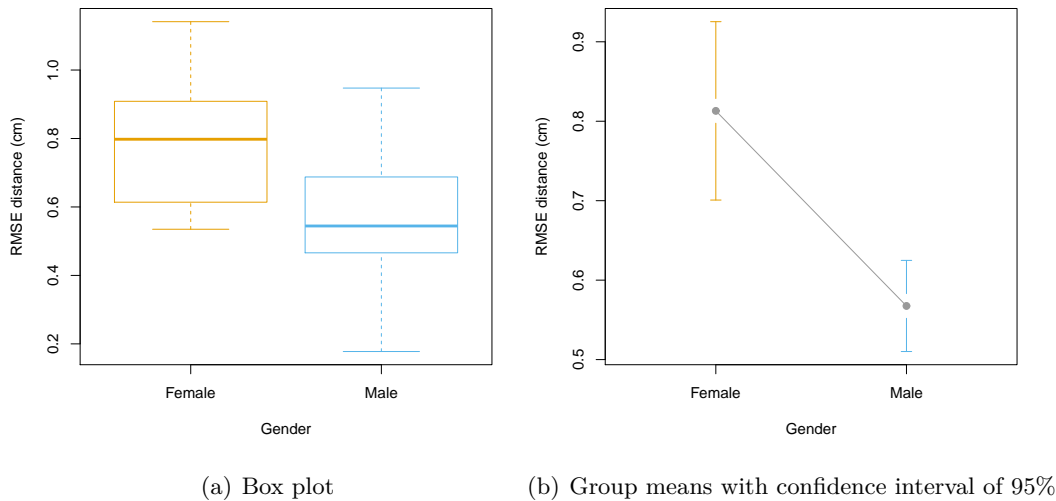 RMSE distance (cm)
1.0
0.8
0.6
0.4
0.2
Female Male
Gender
(a) Box plot
RMSE distance (cm)
0.9
0.8
0.7
0.6
0.5
Female Male
Gender
(b) Group means with confidence interval of 95%